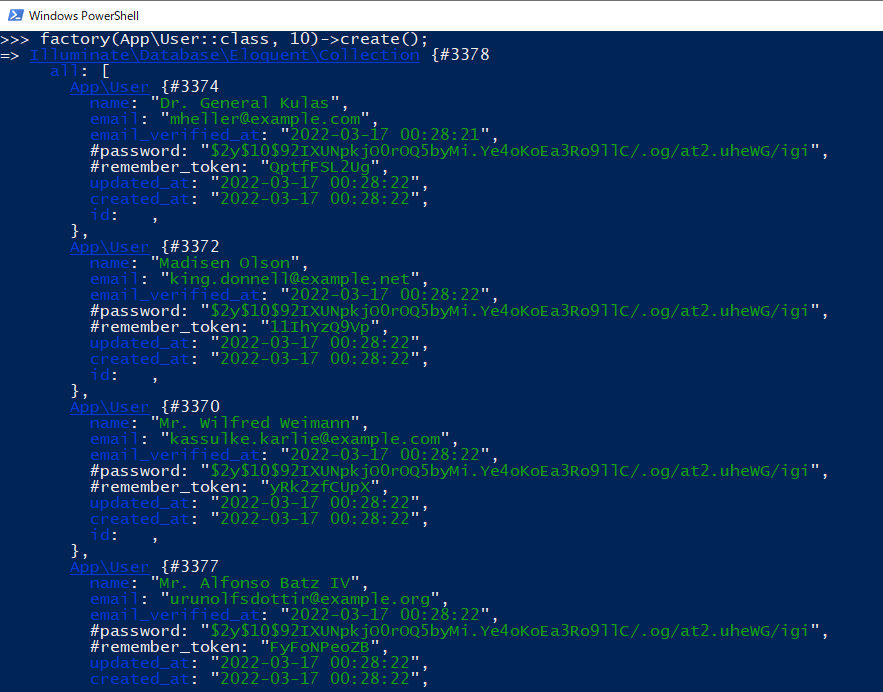 Windows PowerShell
>>> factory(App\User::class, 10)->create();
=> Illuminate\Database\Eloquent\Collection {#3378
all: [
App\User {#3374
name: "Dr. General Kulas",
email: "mheller@example.com",
email_verified_at: "2022-03-17 00:28:21",
#password: "$2y$10$92IXUNpkjO0rOQ5byMi.Ye4oKoEa3Ro9llC/.og/at2.uheWG/igi",
#remember_token: "QptfFSL2Ug",
updated_at: "2022-03-17 00:28:22",
created_at: "2022-03-17 00:28:22",
id: ,
},
App\User {#3372
name: "Madisen Olson",
email: "king.donnell@example.net",
email_verified_at: "2022-03-17 00:28:22",
#password: "$2y$10$92IXUNpkjO0rOQ5byMi.Ye4oKoEa3Ro9llC/.og/at2.uheWG/igi",
#remember_token: "11IhYzQ9Vp",
updated_at: "2022-03-17 00:28:22",
created_at: "2022-03-17 00:28:22",
id: ,
},
App\User {#3370
name: "Mr. Wilfred Weimann",
email: "kassulke.karlie@example.com",
email_verified_at: "2022-03-17 00:28:22",
#password: "$2y$10$92IXUNpkjO0rOQ5byMi.Ye4oKoEa3Ro9llC/.og/at2.uheWG/igi",
#remember_token: "yRk2zfCUpX",
updated_at: "2022-03-17 00:28:22",
created_at: "2022-03-17 00:28:22",
id: ,
},
App\User {#3377
name: "Mr. Alfonso Batz IV",
email: "urunolfsdottir@example.org",
email_verified_at: "2022-03-17 00:28:22",
#password: "$2y$10$92IXUNpkjO0rOQ5byMi.Ye4oKoEa3Ro9llC/.og/at2.uheWG/igi",
#remember_token: "FyFoNPeoZB",
updated_at: "2022-03-17 00:28:22",
created_at: "2022-03-17 00:28:22",